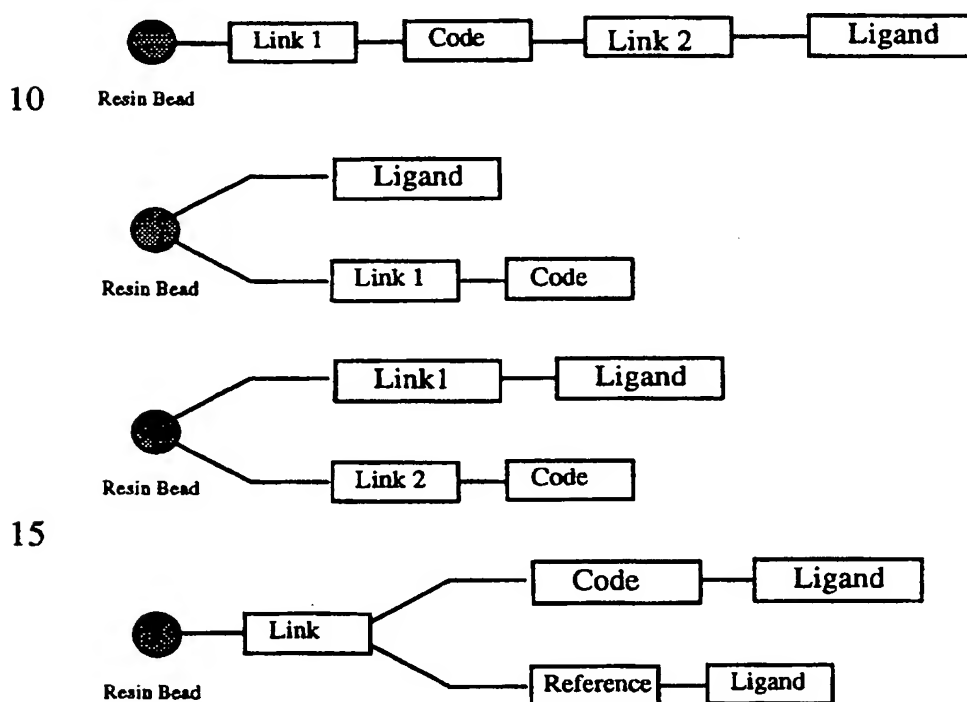 Link 1 Code Link 2 Ligand
10 Resin Bead
Ligand
Link 1 Code
Resin Bead
Link1 Ligand
Link 2 Code
Resin Bead
15
Code Ligand
Link
Reference Ligand
Resin Bead